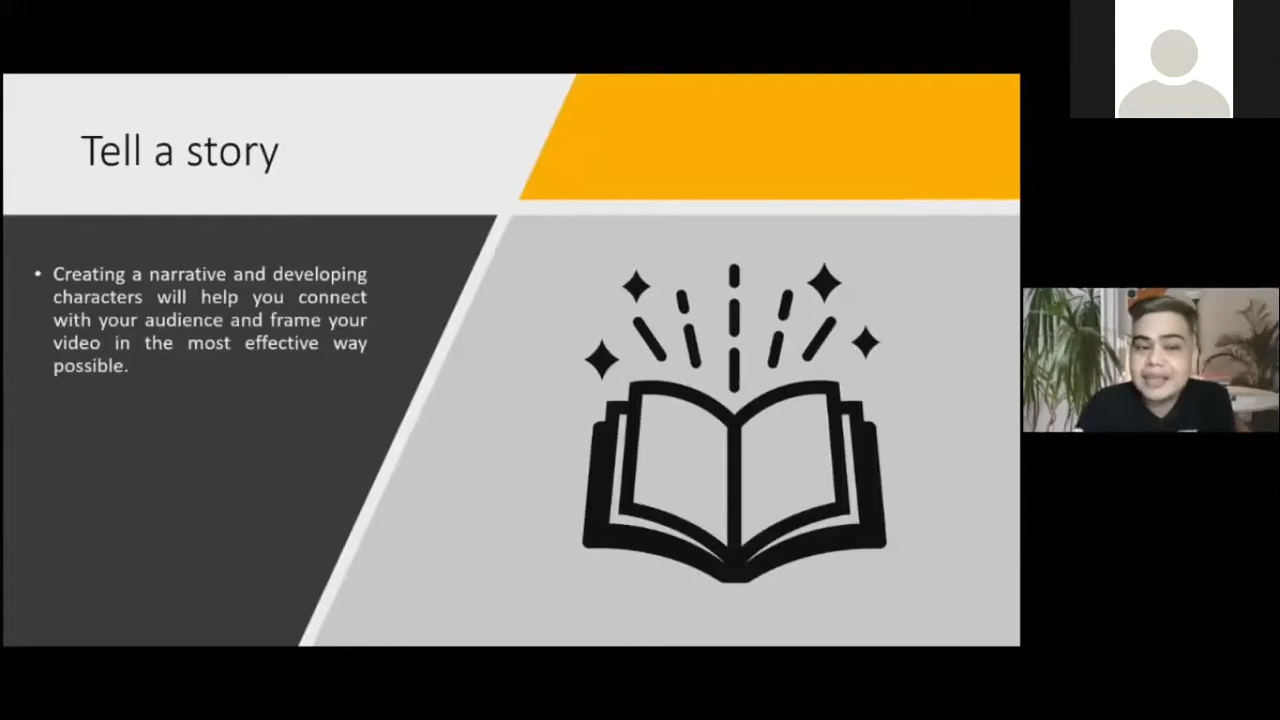 Tell a story
• Creating a narrative and developing
characters will help you connect
with your audience and frame your
video in the most effective way
possible.